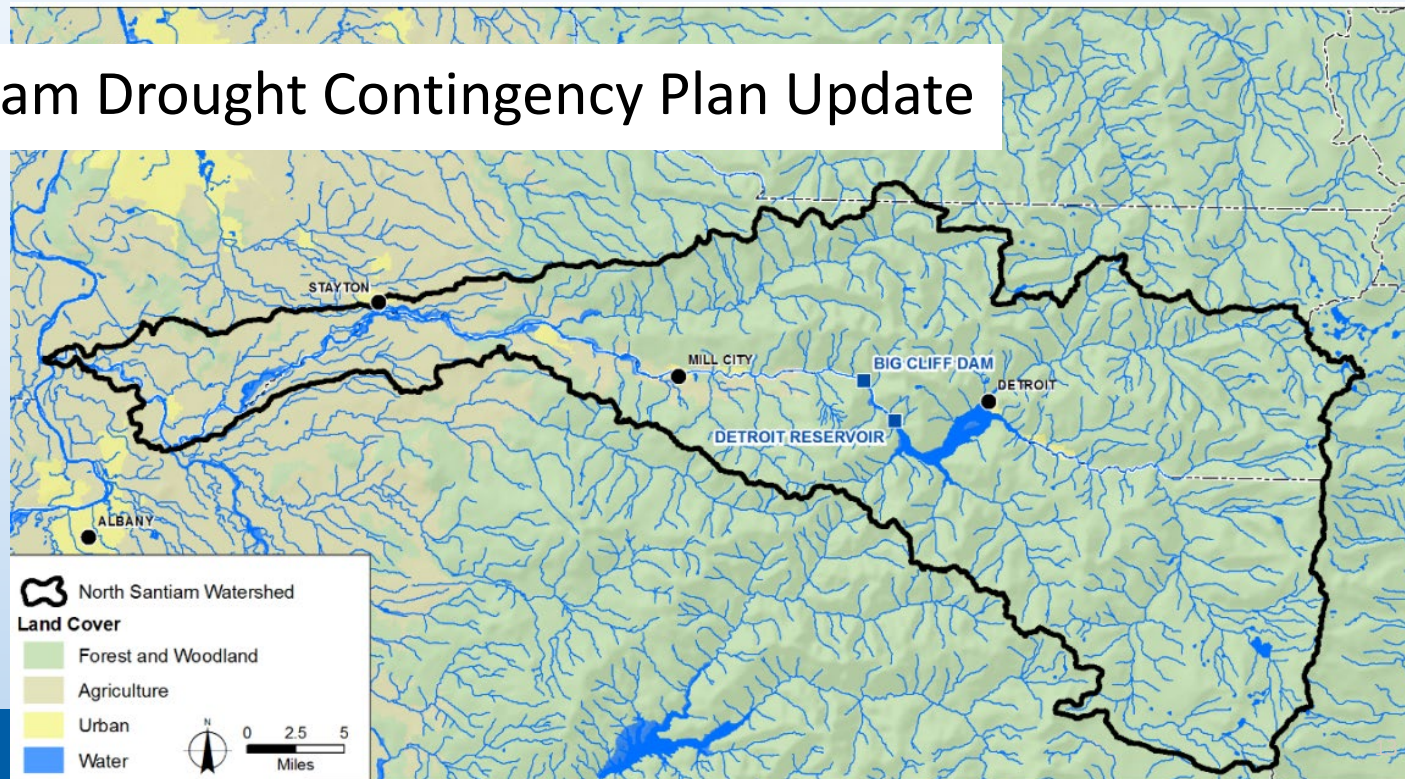 am Drought Contingency Plan Update
STAYTON
MILL CITY
BIG CLIFF DAM
DETROIT
DETROIT RESERVOIR
ALBANY
North Santiam Watershed
Land Cover
Forest and Woodland
Agriculture
Urban
Water
N
0 2.5 5
Miles